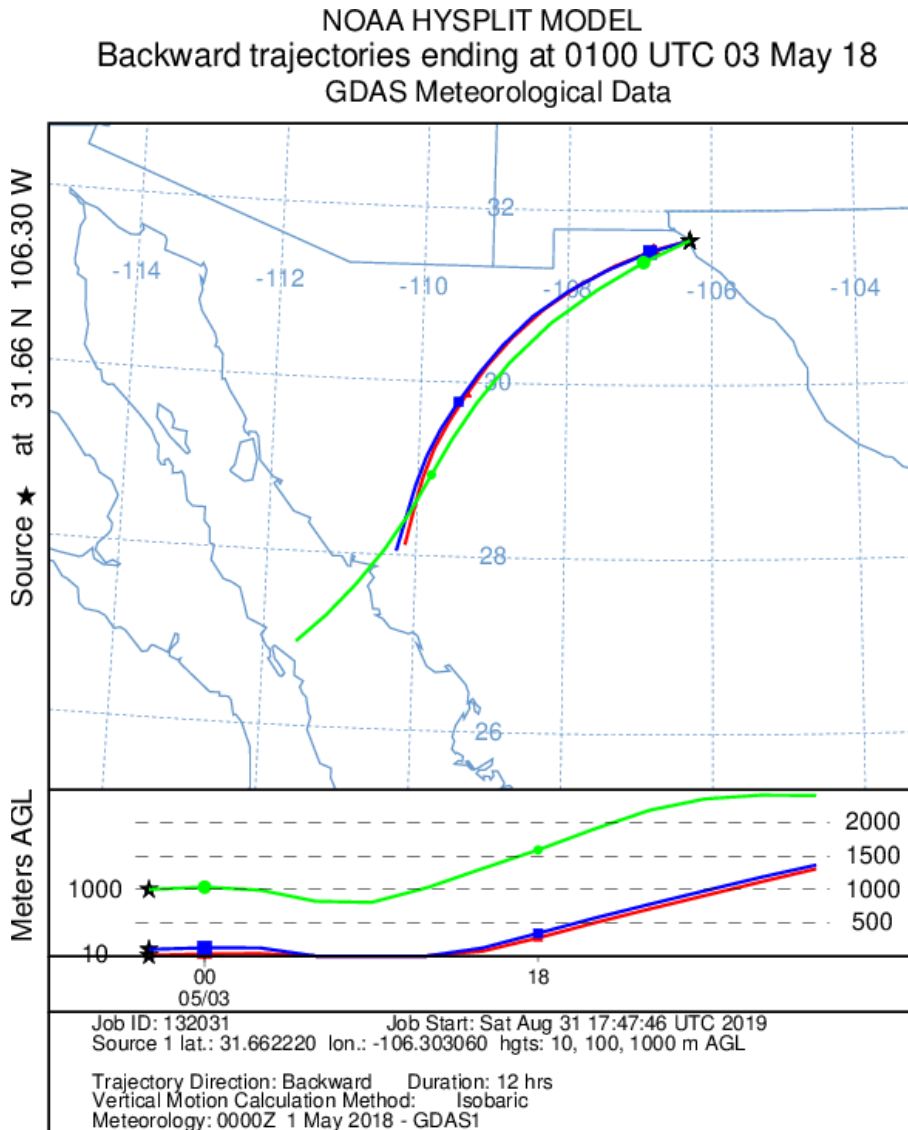 NOAA HYSPLIT MODEL
Backward trajectories ending at 0100 UTC 03 May 18
GDAS Meteorological Data
Source ★ at 31.66 N 106.30 W
32
-114
-112
-110
-108
-106
-104
30
28
26
Meters AGL
2000
1500
1000
1000
500
10
00
18
05/03
Job ID: 132031 Job Start: Sat Aug 31 17:47:46 UTC 2019
Source 1 lat.: 31.662220 lon.: -106.303060 hgts: 10, 100, 1000 m AGL
Trajectory Direction: Backward Duration: 12 hrs
Vertical Motion Calculation Method: Isobaric
Meteorology: 0000Z 1 May 2018 - GDAS1